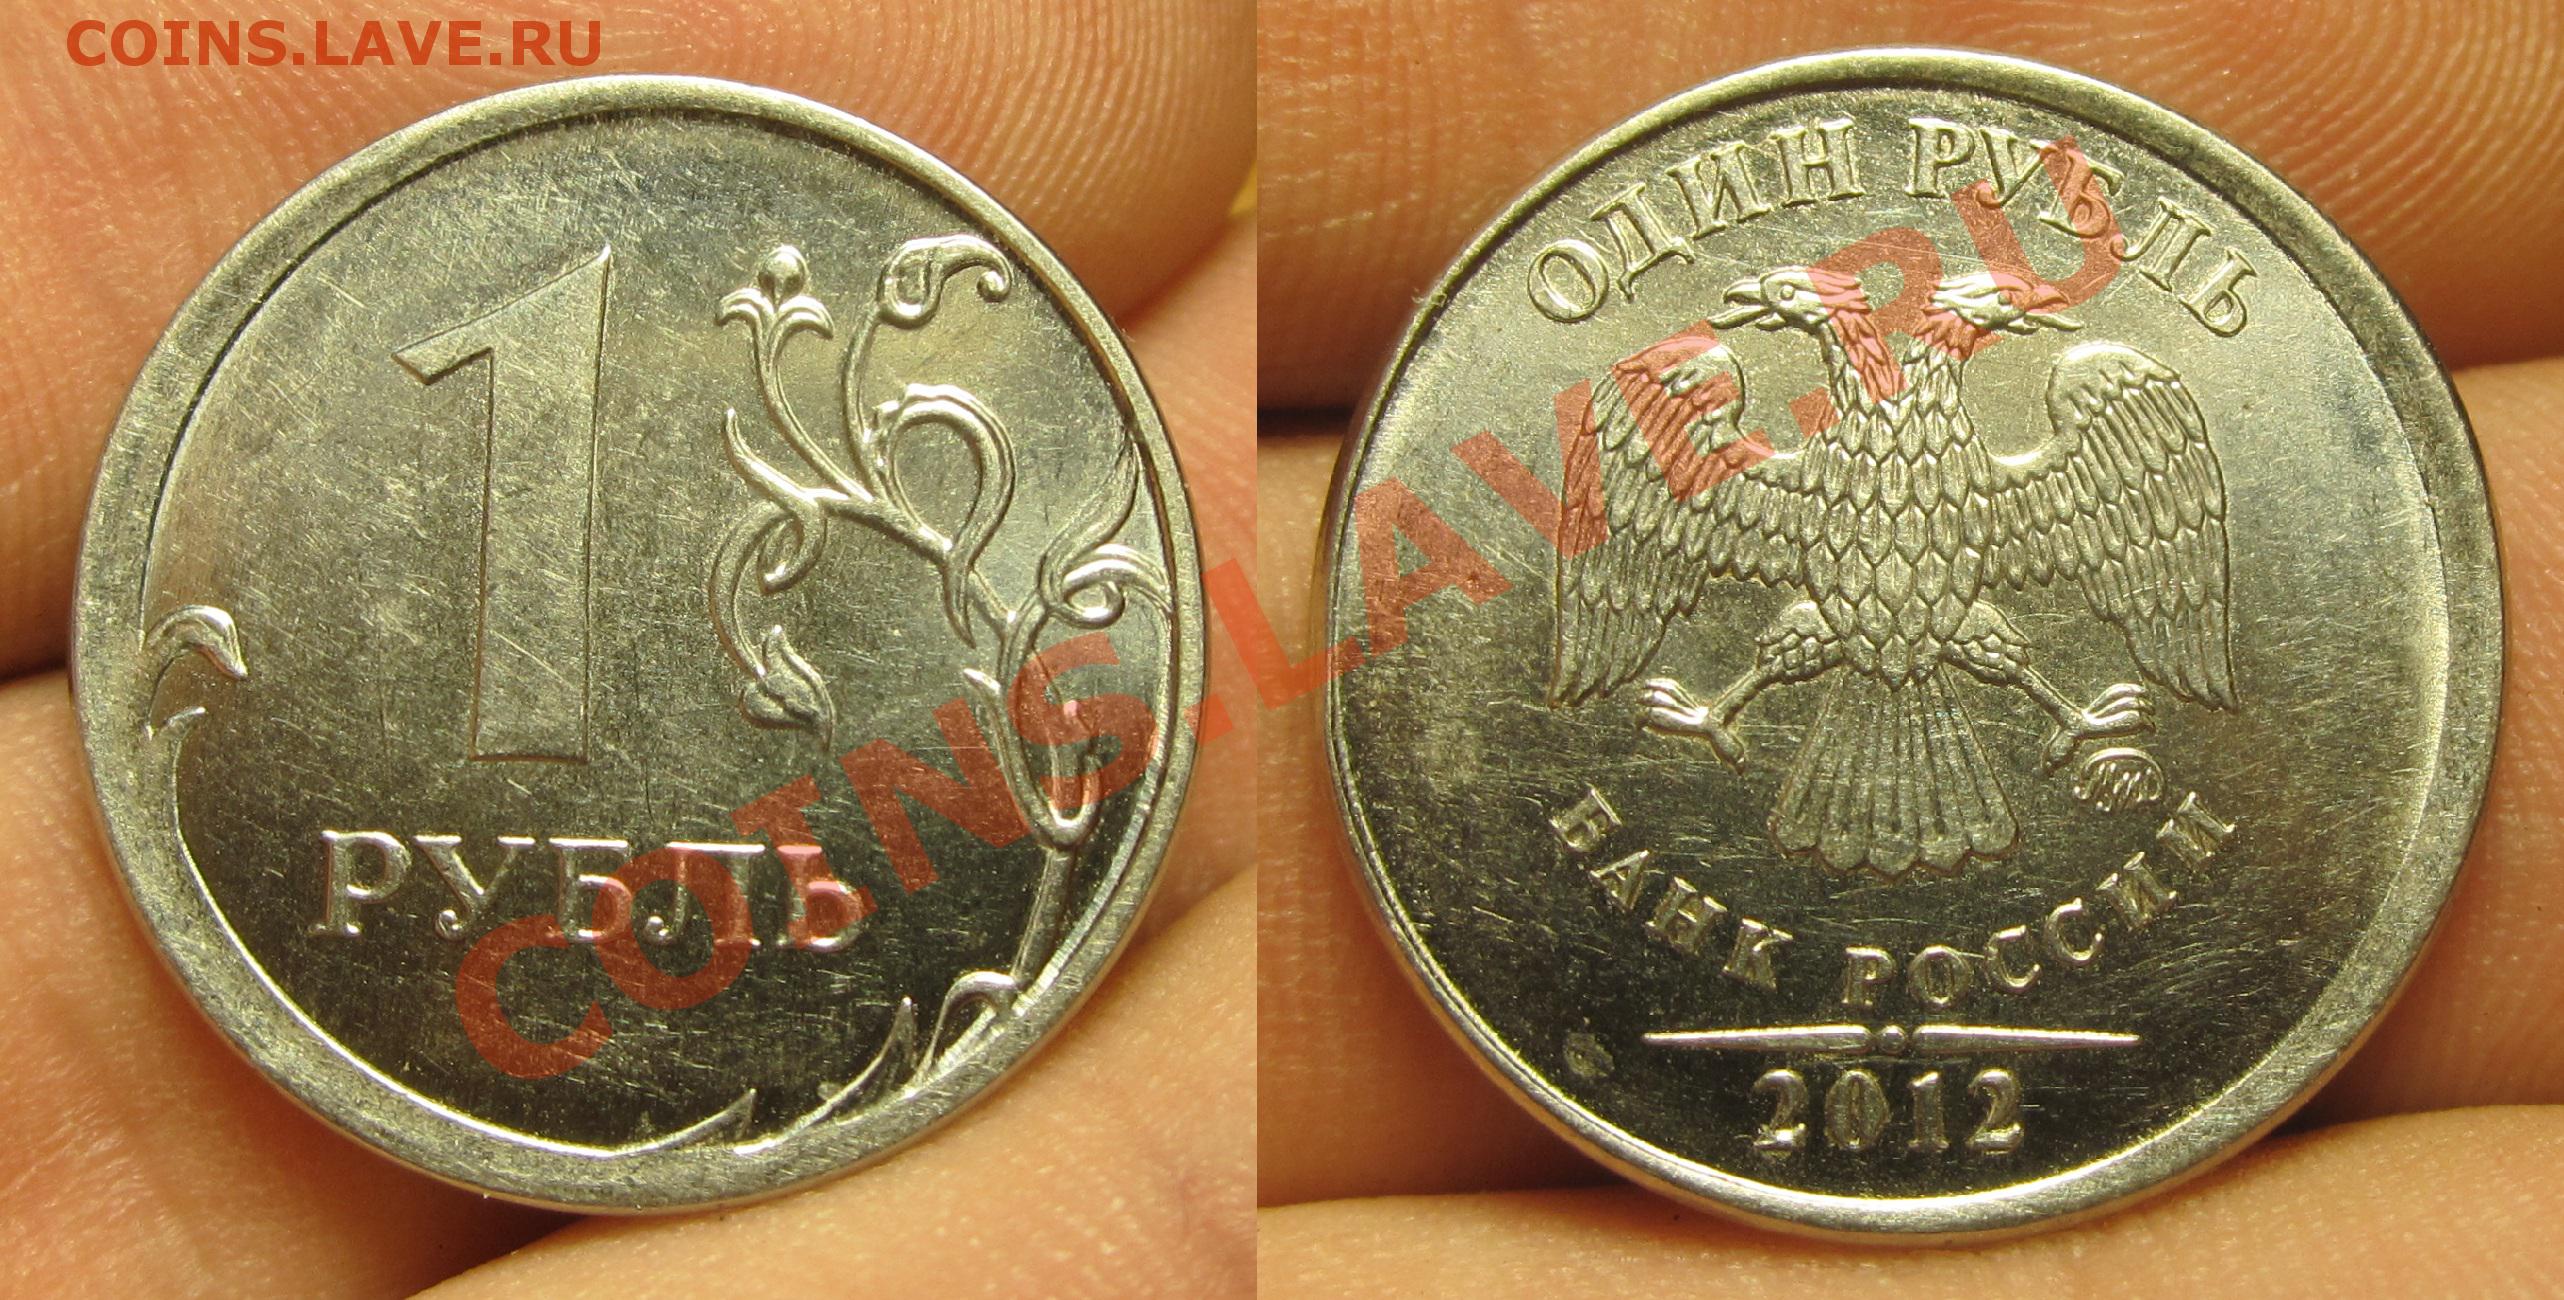 COINS.LAVE.RU
1
РУБЛЬ
ОДИН РУБЛЬ
БАНК РОССИИ
2012
COINS.LAVE.RU